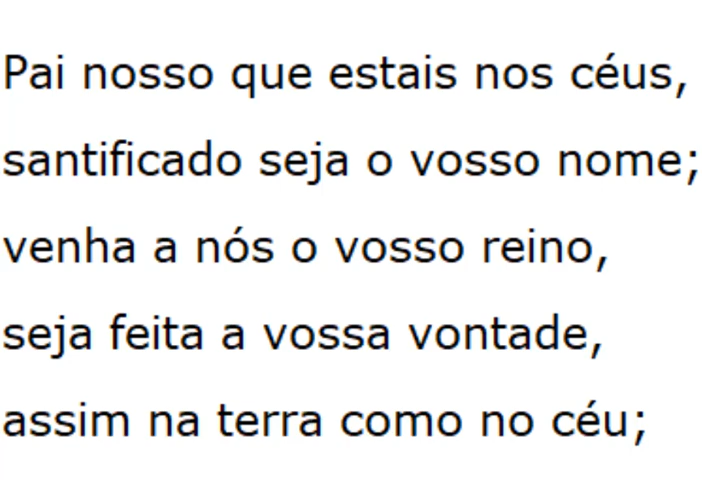 Pai nosso que estais nos céus,
santificado seja o vosso nome;
venha a nós o vosso reino,
seja feita a vossa vontade,
assim na terra como no céu;